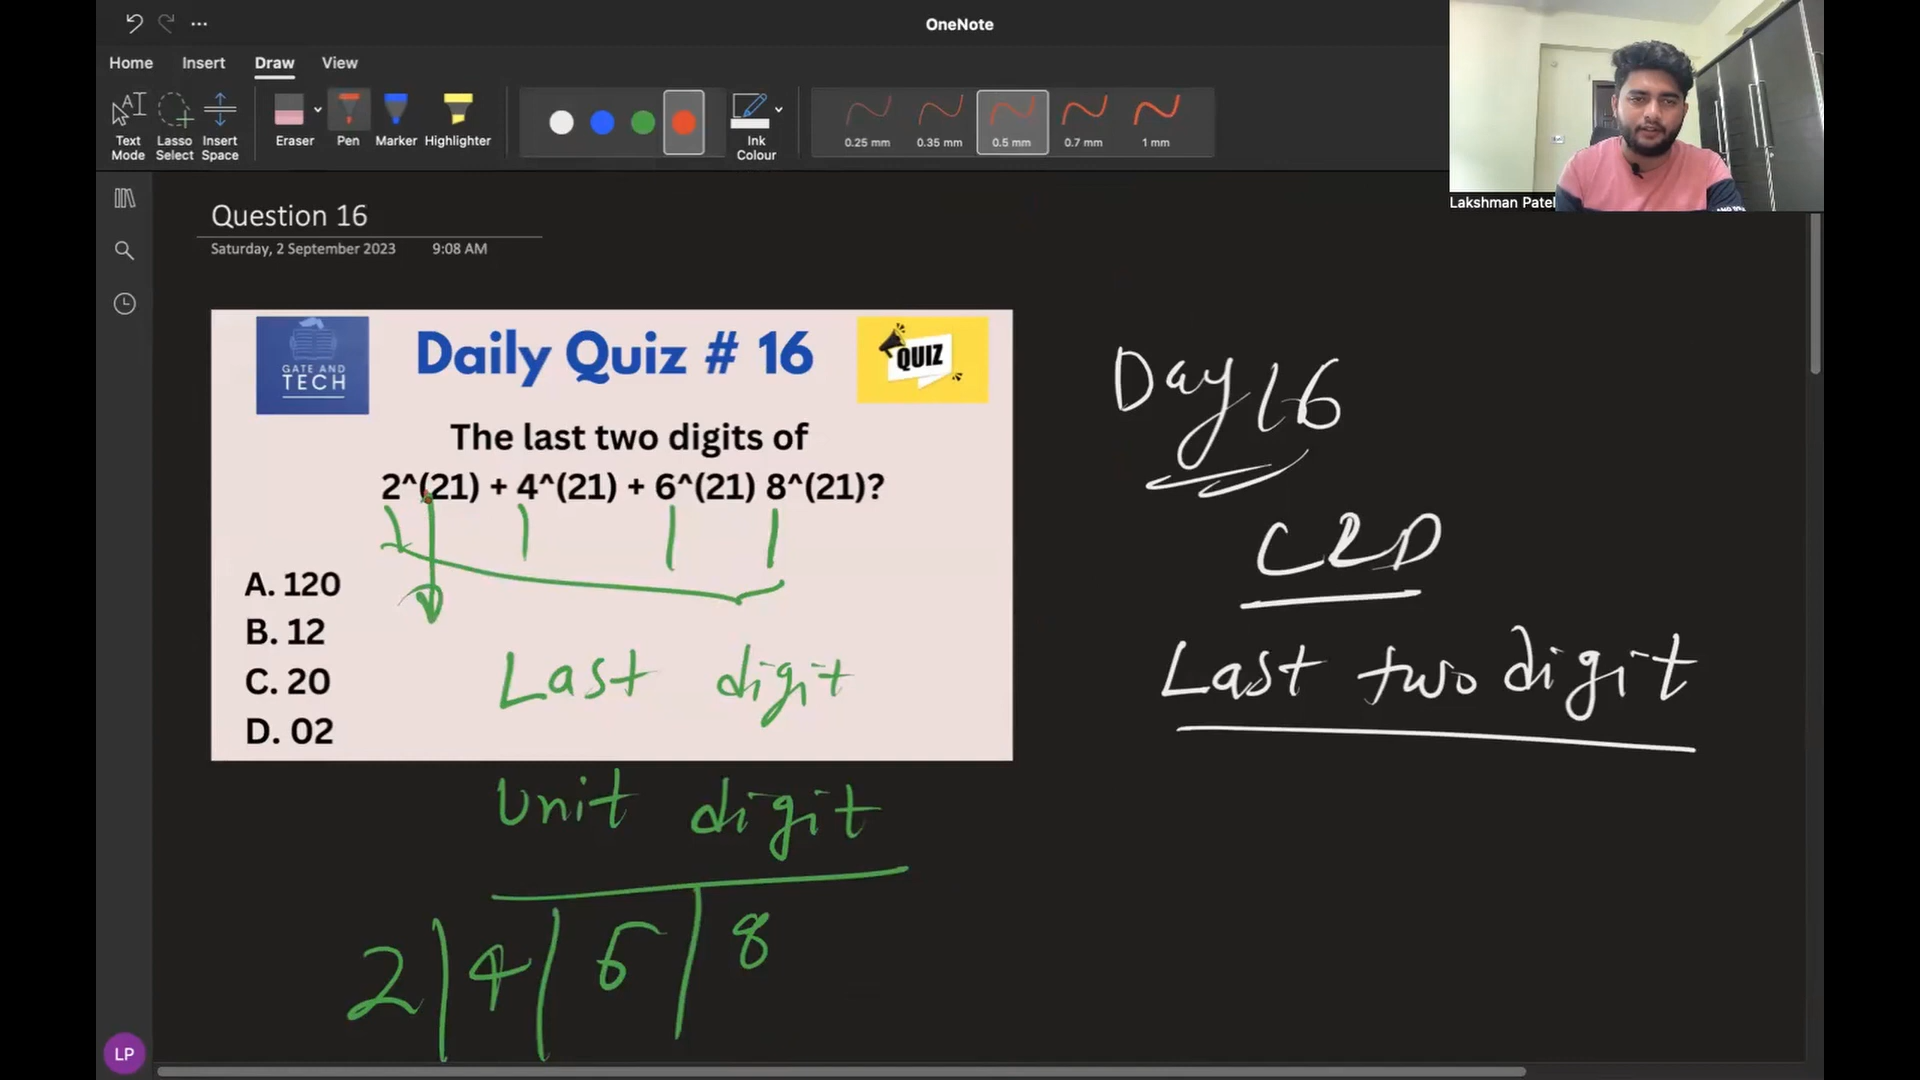 OneNote
Home Insert Draw View
Text Mode
Lasso Select
Insert Space
Eraser
Pen
Marker
Highlighter
Ink Colour
0.25 mm
0.35 mm
0.5 mm
0.7 mm
1 mm
Lakshman Patel
Question 16
Saturday, 2 September 2023 9:08 AM
GATE AND
TECH
Daily Quiz # 16
QUIZ
The last two digits of
2^(21) + 4^(21) + 6^(21) 8^(21)?
A. 120
B. 12
C. 20
D. 02
Last digit
Unit digit
2 | 4 | 6 | 8
Day 16
CRD
Last two digit
LP